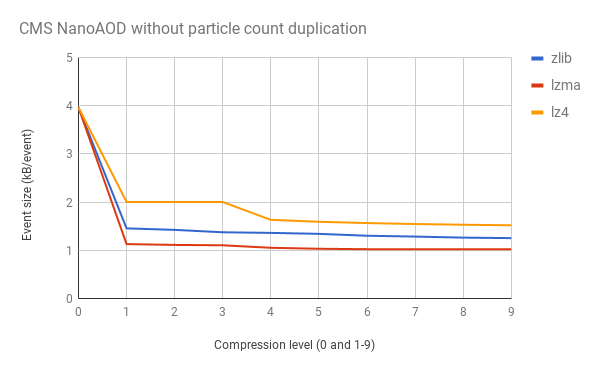 CMS NanoAOD without particle count duplication
zlib
lzma
lz4
Event size (kB/event)
5
4
3
2
1
0
0 1 2 3 4 5 6 7 8 9
Compression level (0 and 1-9)